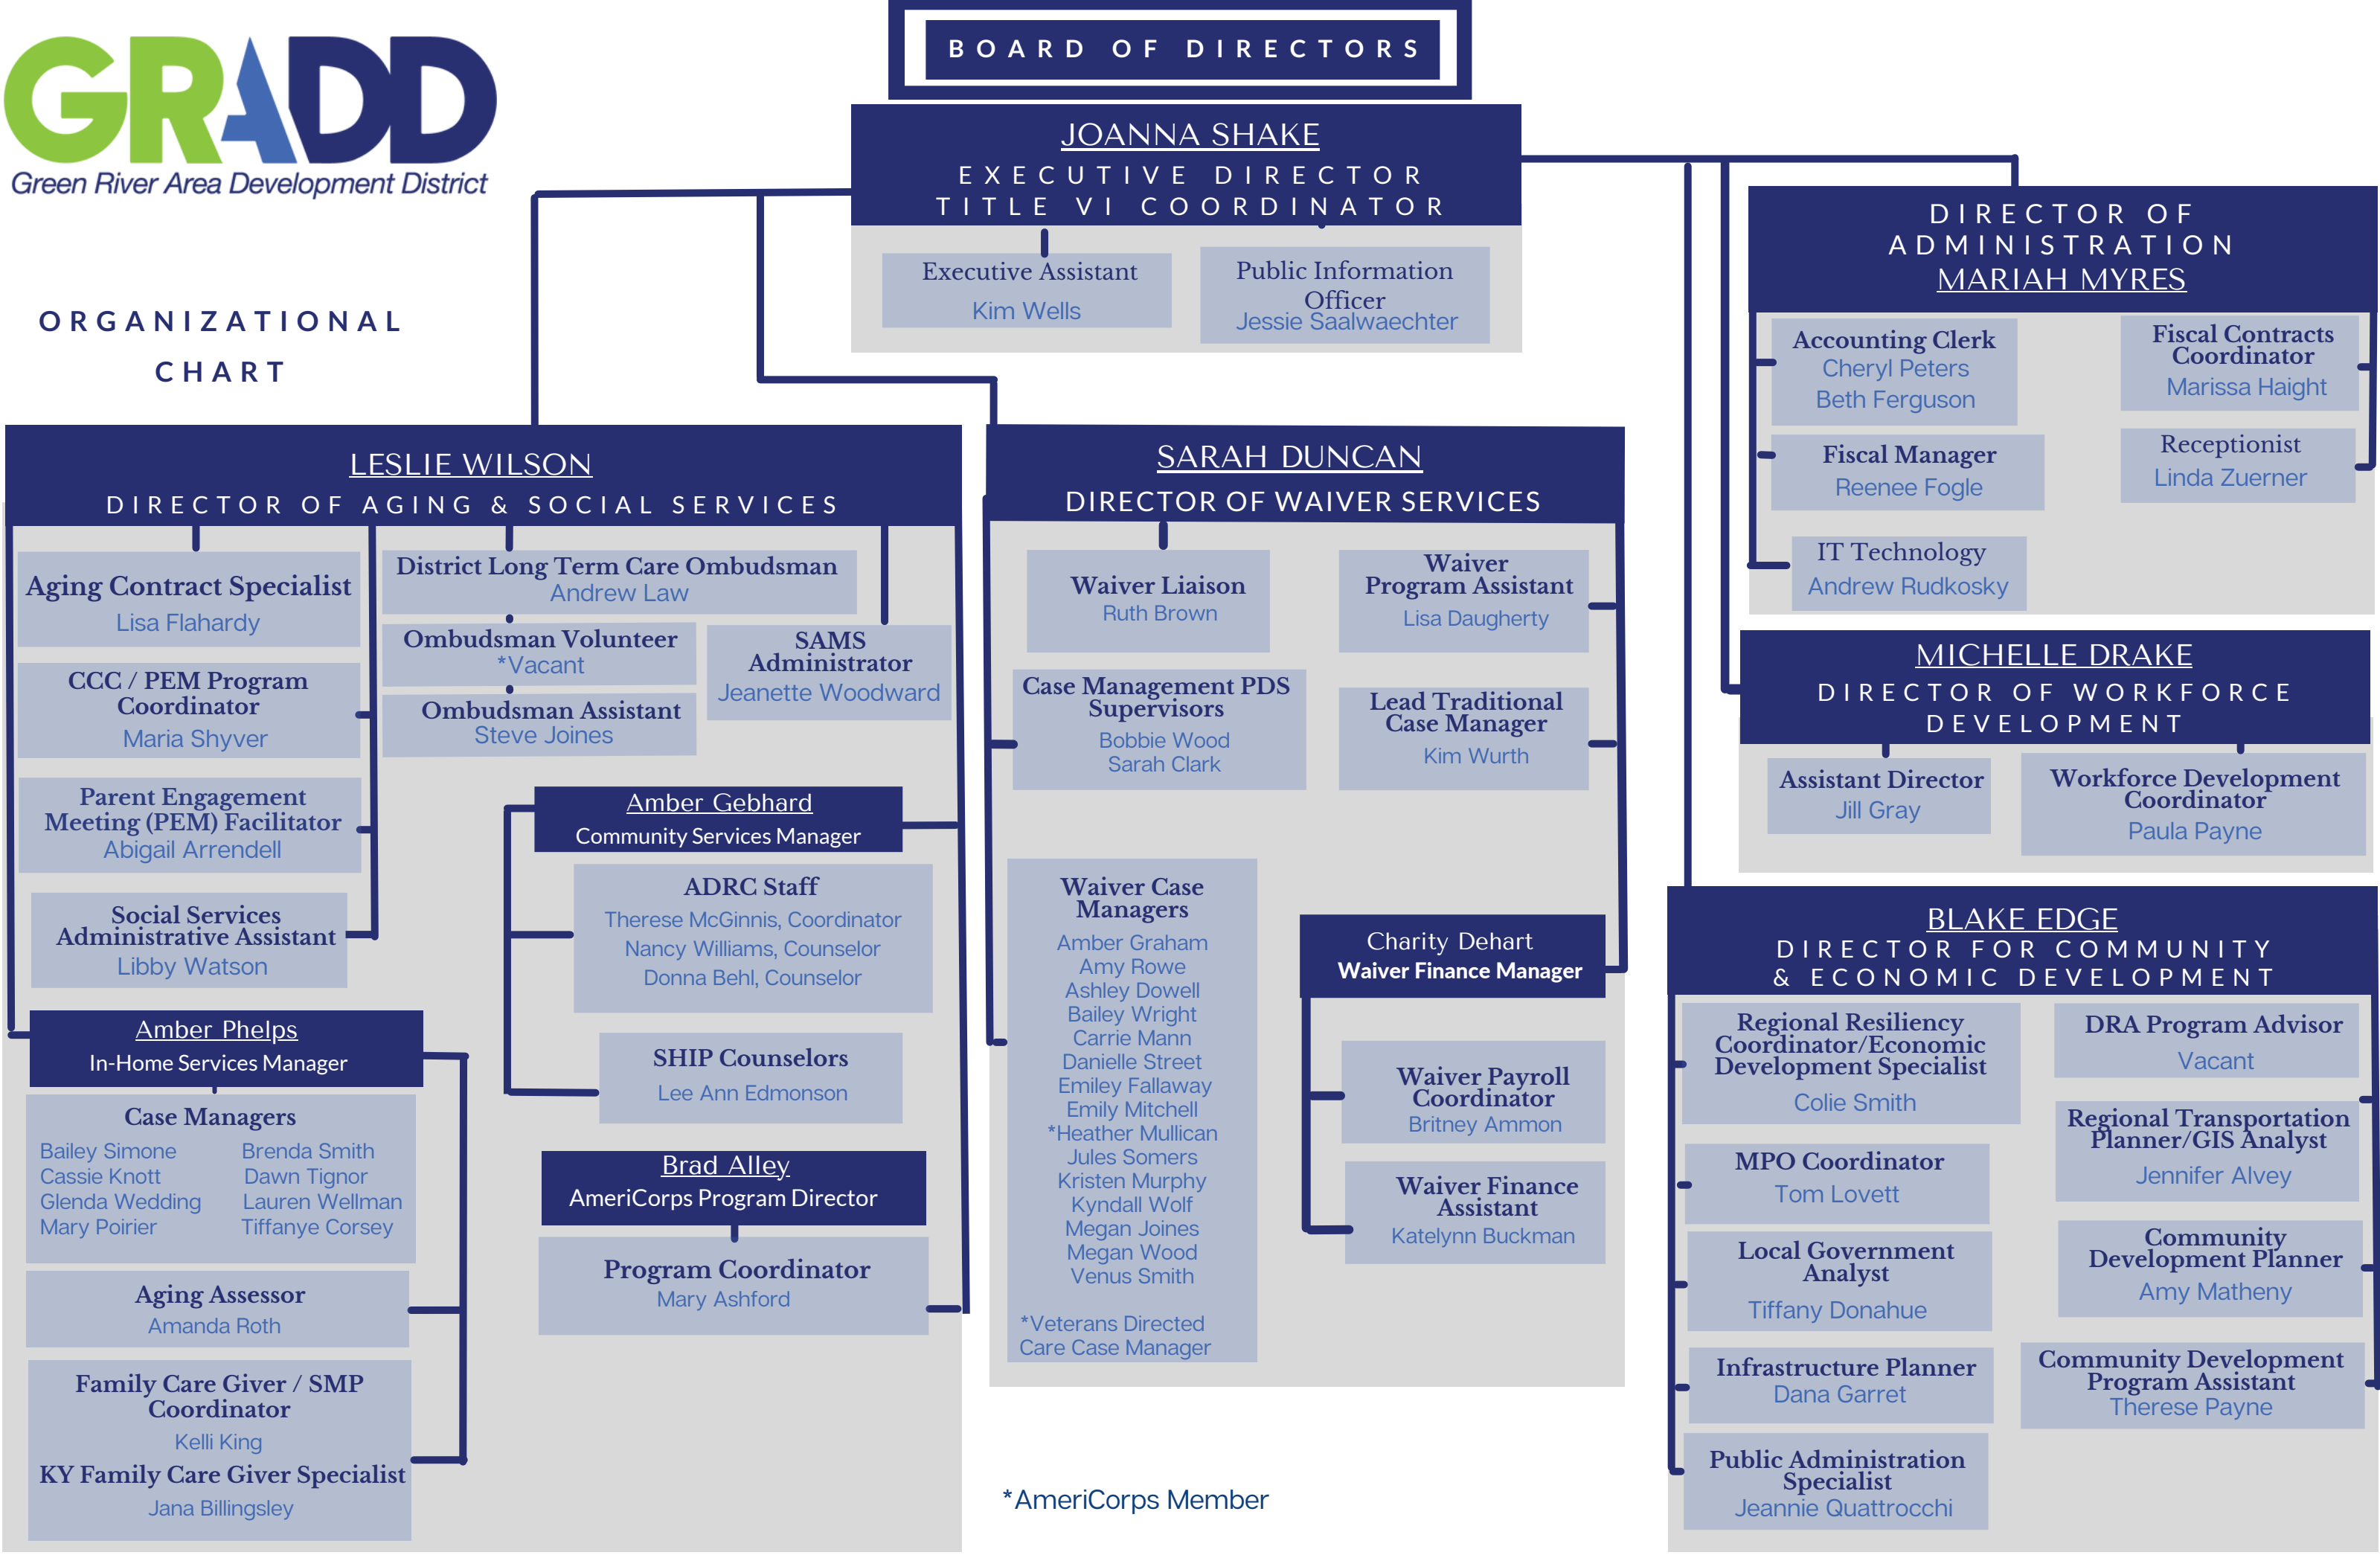 BOARD OF DIRECTORS
GRADD
Green River Area Development District
ORGANIZATIONAL
CHART
JOANNA SHAKE
EXECUTIVE DIRECTOR
TITLE VI COORDINATOR
Executive Assistant
Kim Wells
Public Information
Officer
Jessie Saalwaechter
DIRECTOR OF
ADMINISTRATION
MARIAH MYRES
Accounting Clerk
Cheryl Peters
Beth Ferguson
Fiscal Contracts
Coordinator
Marissa Haight
Fiscal Manager
Reenee Fogle
Receptionist
Linda Zuerner
IT Technology
Andrew Rudkosky
LESLIE WILSON
DIRECTOR OF AGING & SOCIAL SERVICES
Aging Contract Specialist
Lisa Flahardy
CCC / PEM Program
Coordinator
Maria Shyver
Parent Engagement
Meeting (PEM) Facilitator
Abigail Arrendell
Social Services
Administrative Assistant
Libby Watson
District Long Term Care Ombudsman
Andrew Law
Ombudsman Volunteer
*Vacant
Ombudsman Assistant
Steve Joines
SAMS
Administrator
Jeanette Woodward
Amber Gebhard
Community Services Manager
ADRC Staff
Therese McGinnis, Coordinator
Nancy Williams, Counselor
Donna Behl, Counselor
SHIP Counselors
Lee Ann Edmonson
Brad Alley
AmeriCorps Program Director
Program Coordinator
Mary Ashford
Amber Phelps
In-Home Services Manager
Case Managers
Bailey Simone
Cassie Knott
Glenda Wedding
Mary Poirier
Brenda Smith
Dawn Tignor
Lauren Wellman
Tiffanye Corsey
Aging Assessor
Amanda Roth
Family Care Giver / SMP
Coordinator
Kelli King
KY Family Care Giver Specialist
Jana Billingsley
SARAH DUNCAN
DIRECTOR OF WAIVER SERVICES
Waiver Liaison
Ruth Brown
Waiver
Program Assistant
Lisa Daugherty
Case Management PDS
Supervisors
Bobbie Wood
Sarah Clark
Lead Traditional
Case Manager
Kim Wurth
Waiver Case
Managers
Amber Graham
Amy Rowe
Ashley Dowell
Bailey Wright
Carrie Mann
Danielle Street
Emiley Fallaway
Emily Mitchell
*Heather Mullican
Jules Somers
Kristen Murphy
Kyndall Wolf
Megan Joines
Megan Wood
Venus Smith
*Veterans Directed
Care Case Manager
Charity Dehart
Waiver Finance Manager
Waiver Payroll
Coordinator
Britney Ammon
Waiver Finance
Assistant
Katelynn Buckman
MICHELLE DRAKE
DIRECTOR OF WORKFORCE
DEVELOPMENT
Assistant Director
Jill Gray
Workforce Development
Coordinator
Paula Payne
BLAKE EDGE
DIRECTOR FOR COMMUNITY
& ECONOMIC DEVELOPMENT
Regional Resiliency
Coordinator/Economic
Development Specialist
Colie Smith
MPO Coordinator
Tom Lovett
Local Government
Analyst
Tiffany Donahue
Infrastructure Planner
Dana Garret
Public Administration
Specialist
Jeannie Quattrocchi
DRA Program Advisor
Vacant
Regional Transportation
Planner/GIS Analyst
Jennifer Alvey
Community
Development Planner
Amy Matheny
Community Development
Program Assistant
Therese Payne
*AmeriCorps Member